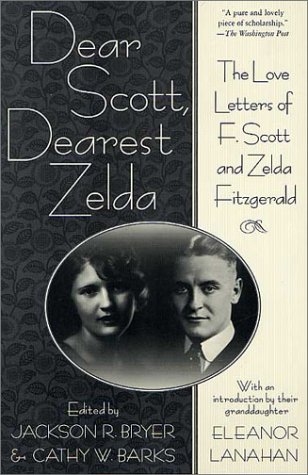 Dear
Scott,
Dearest
Zelda
"A pure and lovely
piece of scholarship."
—The Washington Post
The Love
Letters of
F. Scott
and Zelda
Fitzgerald
Edited by
JACKSON R. BRYER
& CATHY W. BARKS
With an
introduction by their
granddaughter
ELEANOR
LANAHAN